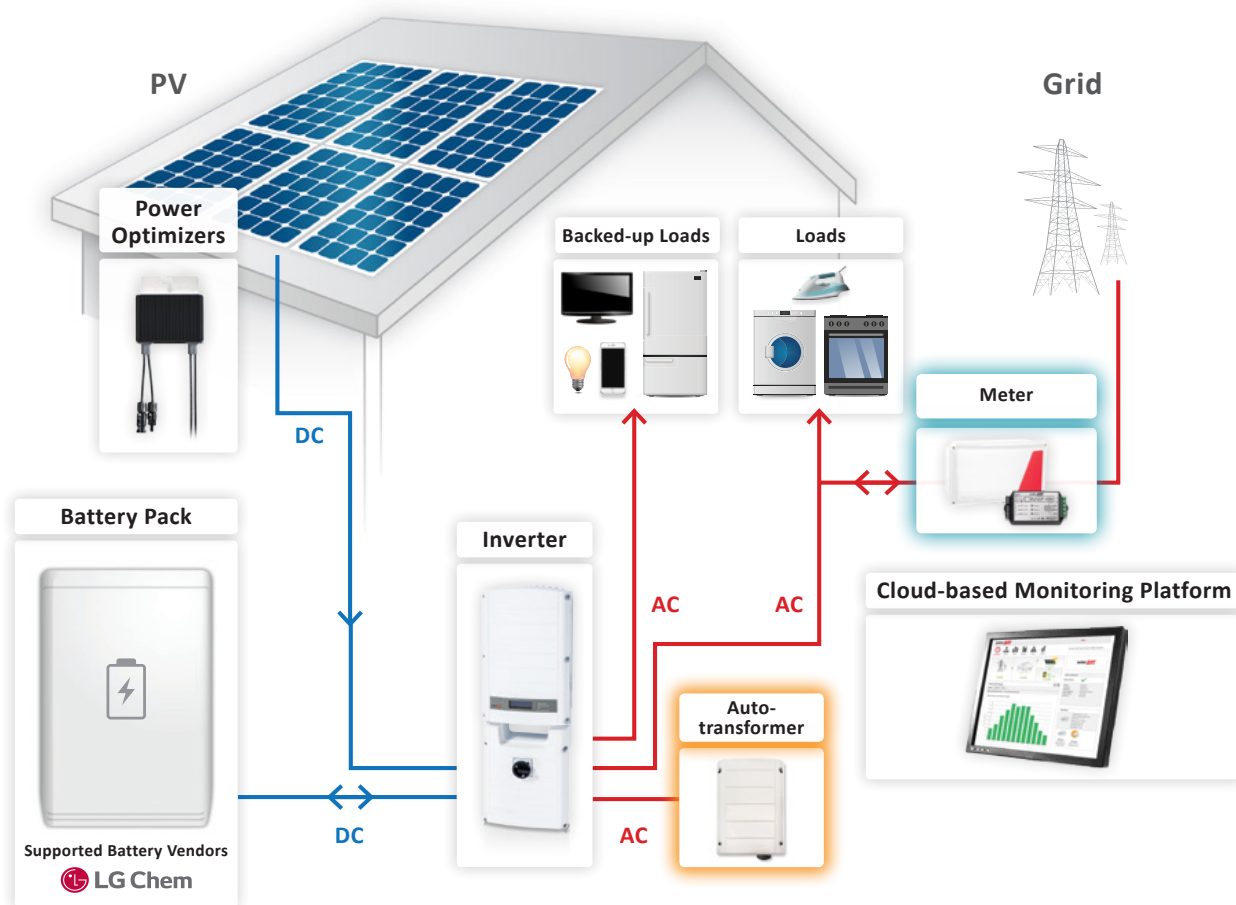 PV
Grid
Power
Optimizers
Backed-up Loads
Loads
Meter
DC
Battery Pack
Inverter
AC
AC
Cloud-based Monitoring Platform
Auto-
transformer
DC
AC
Supported Battery Vendors
LG Chem